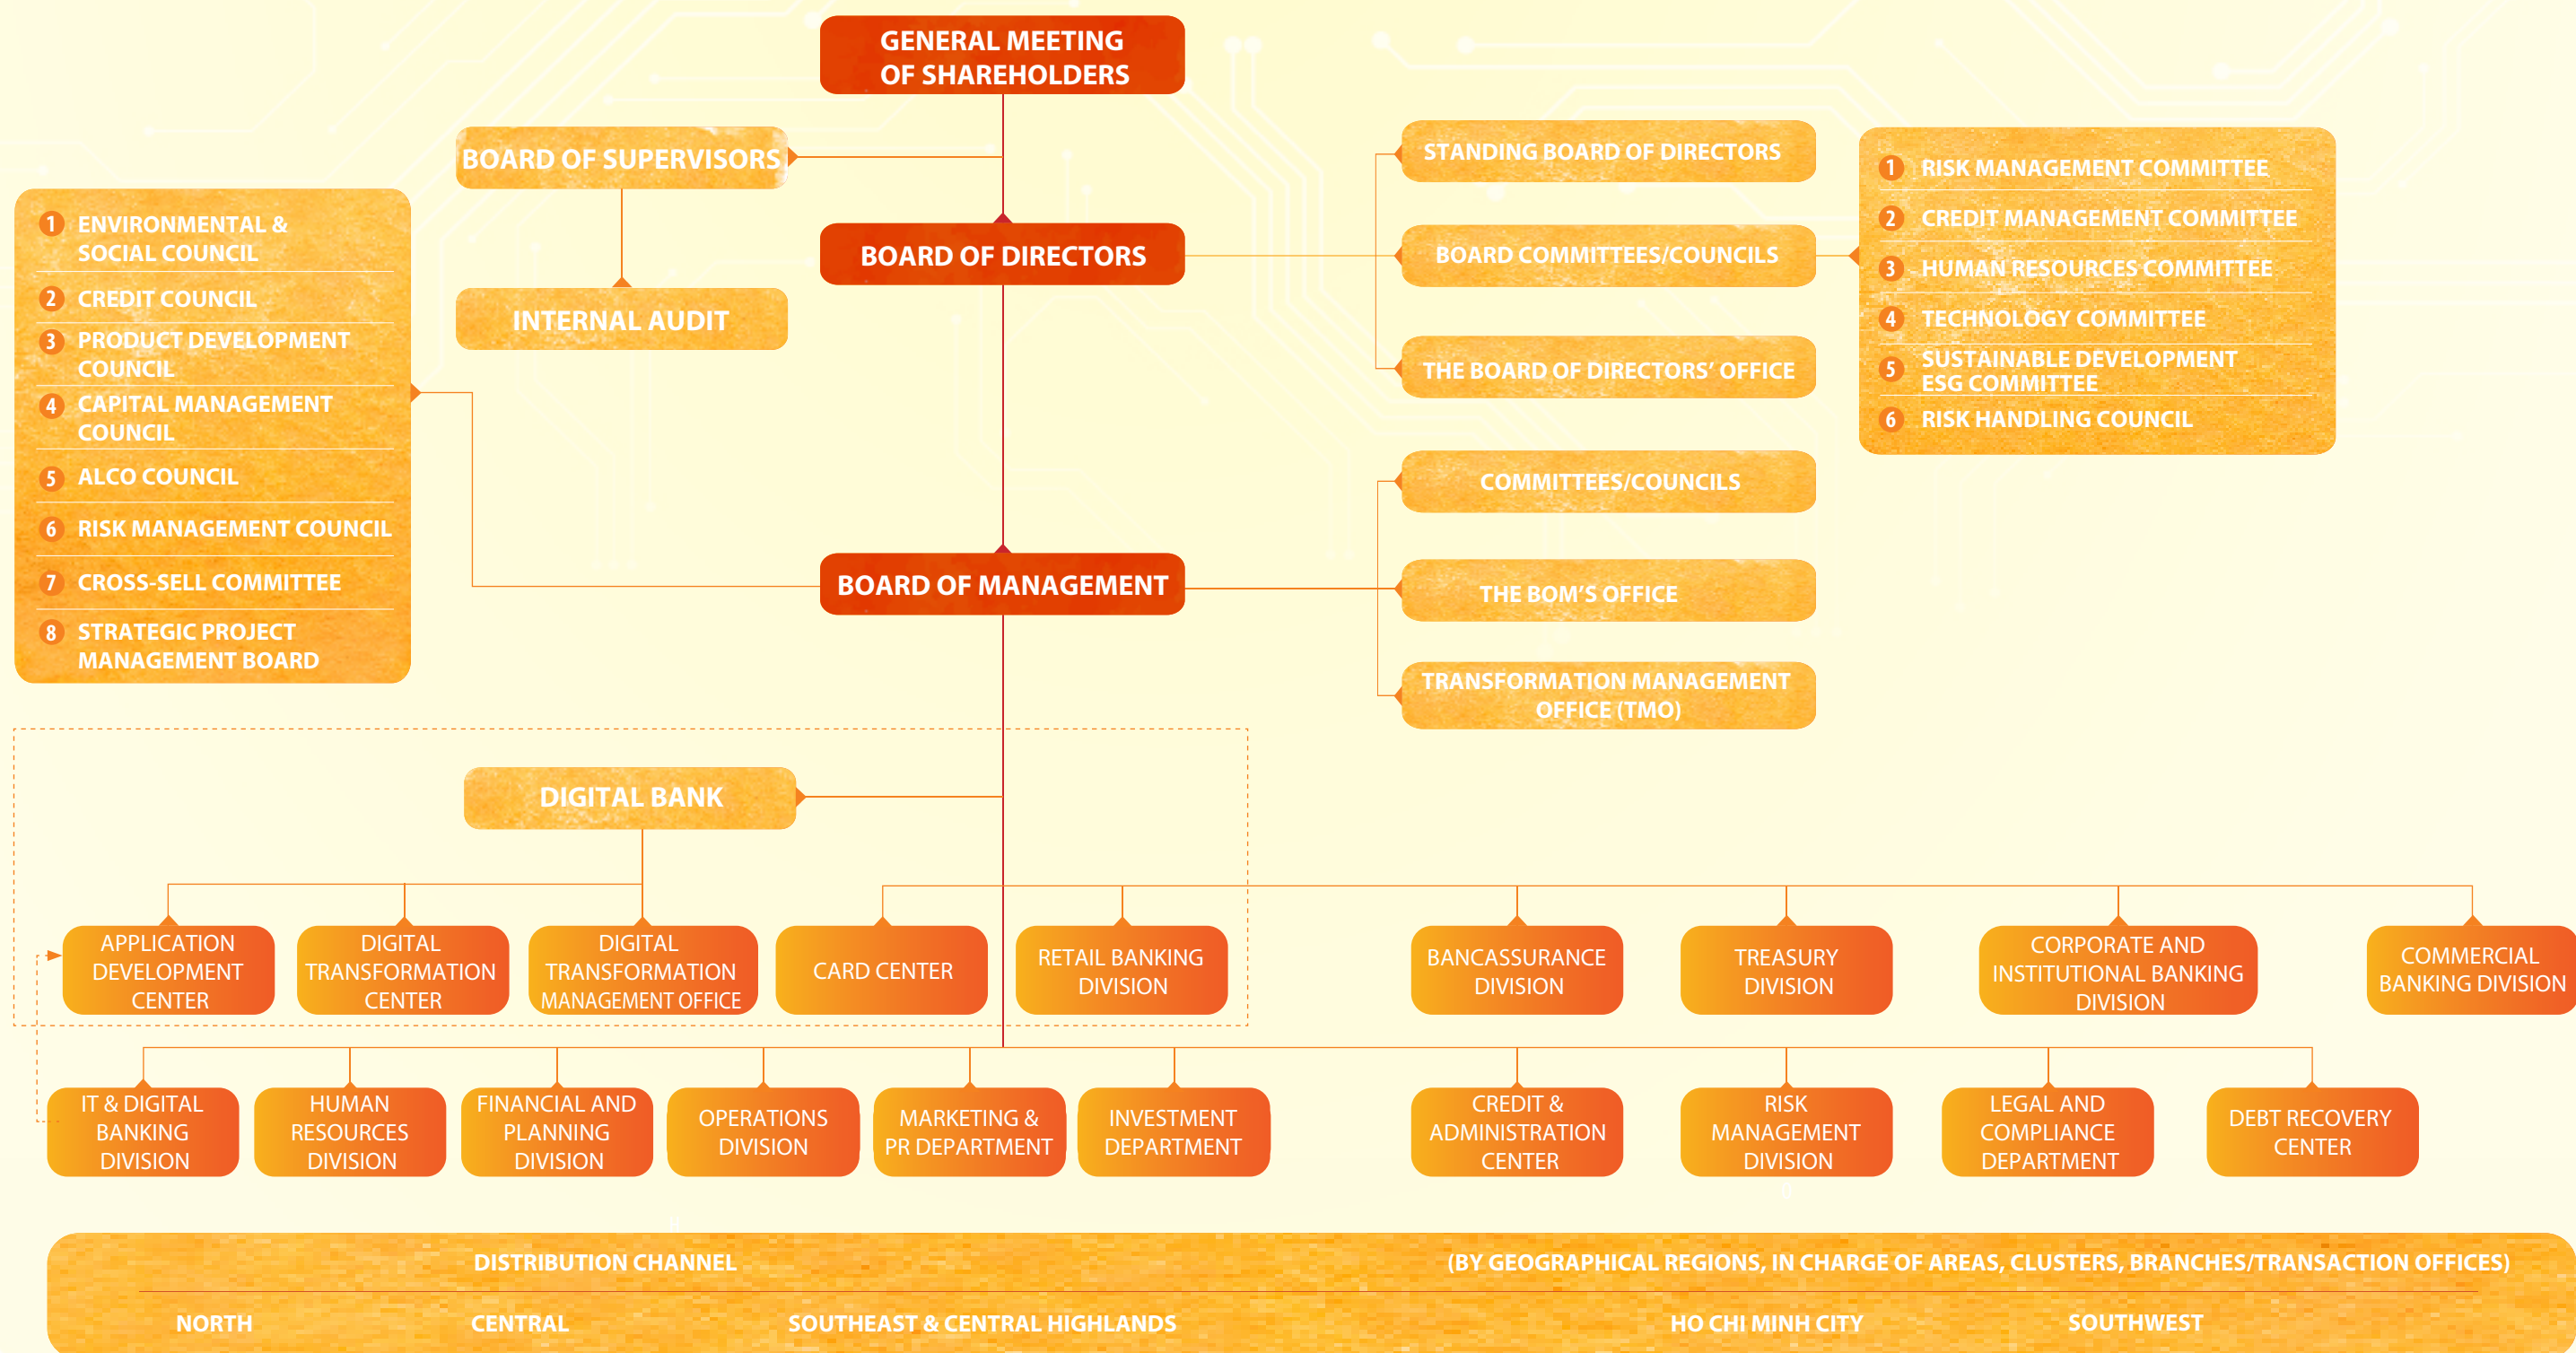 GENERAL MEETING
OF SHAREHOLDERS
BOARD OF SUPERVISORS
INTERNAL AUDIT
BOARD OF DIRECTORS
STANDING BOARD OF DIRECTORS
BOARD COMMITTEES/COUNCILS
THE BOARD OF DIRECTORS' OFFICE
1 RISK MANAGEMENT COMMITTEE
2 CREDIT MANAGEMENT COMMITTEE
3 HUMAN RESOURCES COMMITTEE
4 TECHNOLOGY COMMITTEE
5 SUSTAINABLE DEVELOPMENT
ESG COMMITTEE
6 RISK HANDLING COUNCIL
1 ENVIRONMENTAL &
SOCIAL COUNCIL
2 CREDIT COUNCIL
3 PRODUCT DEVELOPMENT
COUNCIL
4 CAPITAL MANAGEMENT
COUNCIL
5 ALCO COUNCIL
6 RISK MANAGEMENT COUNCIL
7 CROSS-SELL COMMITTEE
8 STRATEGIC PROJECT
MANAGEMENT BOARD
BOARD OF MANAGEMENT
COMMITTEES/COUNCILS
THE BOM'S OFFICE
TRANSFORMATION MANAGEMENT
OFFICE (TMO)
DIGITAL BANK
APPLICATION
DEVELOPMENT
CENTER
DIGITAL
TRANSFORMATION
CENTER
DIGITAL
TRANSFORMATION
MANAGEMENT OFFICE
CARD CENTER
RETAIL BANKING
DIVISION
BANCASSURANCE
DIVISION
TREASURY
DIVISION
CORPORATE AND
INSTITUTIONAL BANKING
DIVISION
COMMERCIAL
BANKING DIVISION
IT & DIGITAL
BANKING
DIVISION
HUMAN
RESOURCES
DIVISION
FINANCIAL AND
PLANNING
DIVISION
OPERATIONS
DIVISION
MARKETING &
PR DEPARTMENT
INVESTMENT
DEPARTMENT
CREDIT &
ADMINISTRATION
CENTER
RISK
MANAGEMENT
DIVISION
LEGAL AND
COMPLIANCE
DEPARTMENT
DEBT RECOVERY
CENTER
DISTRIBUTION CHANNEL (BY GEOGRAPHICAL REGIONS, IN CHARGE OF AREAS, CLUSTERS, BRANCHES/TRANSACTION OFFICES)
NORTH CENTRAL SOUTHEAST & CENTRAL HIGHLANDS HO CHI MINH CITY SOUTHWEST